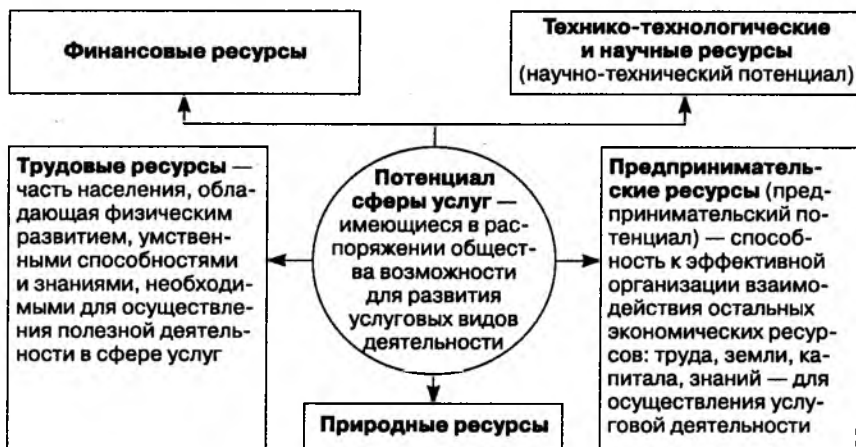 Финансовые ресурсы
Технико-технологические
и научные ресурсы
(научно-технический потенциал)
Трудовые ресурсы —
часть населения, обла-
дающая физическим
развитием, умствен-
ными способностями
и знаниями, необходи-
мыми для осуществле-
ния полезной деятель-
ности в сфере услуг
Потенциал
сферы услуг —
имеющиеся в рас-
поряжении общест-
ва возможности
для развития
услуговых видов
деятельности
Предприниматель-
ские ресурсы (пред-
принимательский по-
тенциал) — способ-
ность к эффективной
организации взаимо-
действия остальных
экономических ресур-
сов: труда, земли, ка-
питала, знаний — для
осуществления услу-
говой деятельности
Природные ресурсы